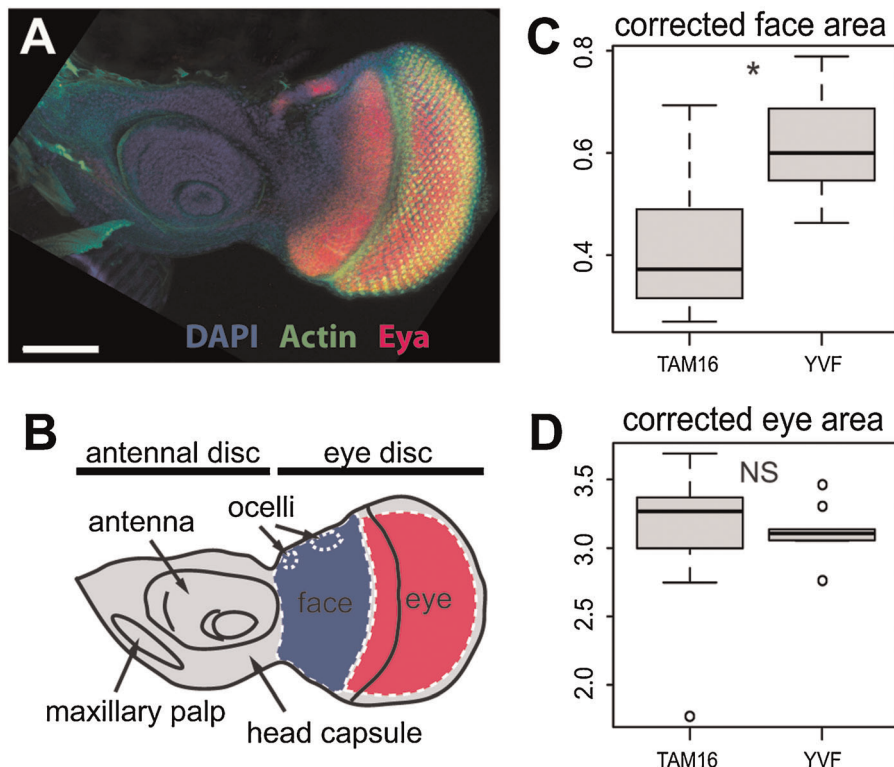 A
DAPI Actin Eya
B
antennal disc eye disc
antenna
ocelli
face
eye
maxillary palp
head capsule
C
corrected face area
0.8
*
0.6
0.4
TAM16 YVF
D
corrected eye area
NS
3.5
3.0
2.5
2.0
TAM16 YVF